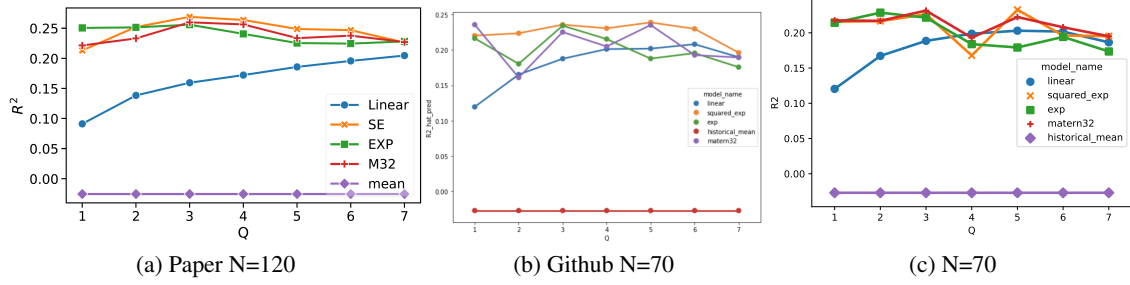 0.25
0.20
0.15
0.10
0.05
0.00
R²
1 2 3 4 5 6 7
Q
Linear
SE
EXP
M32
mean
(a) Paper N=120
0.20
0.15
0.10
0.05
0.00
R2_hat_pred
1 2 3 4 5 6 7
Q
model_name
linear
squared_exp
exp
historical_mean
matern32
(b) Github N=70
0.20
0.15
0.10
0.05
0.00
R2
1 2 3 4 5 6 7
Q
model_name
linear
squared_exp
exp
matern32
historical_mean
(c) N=70